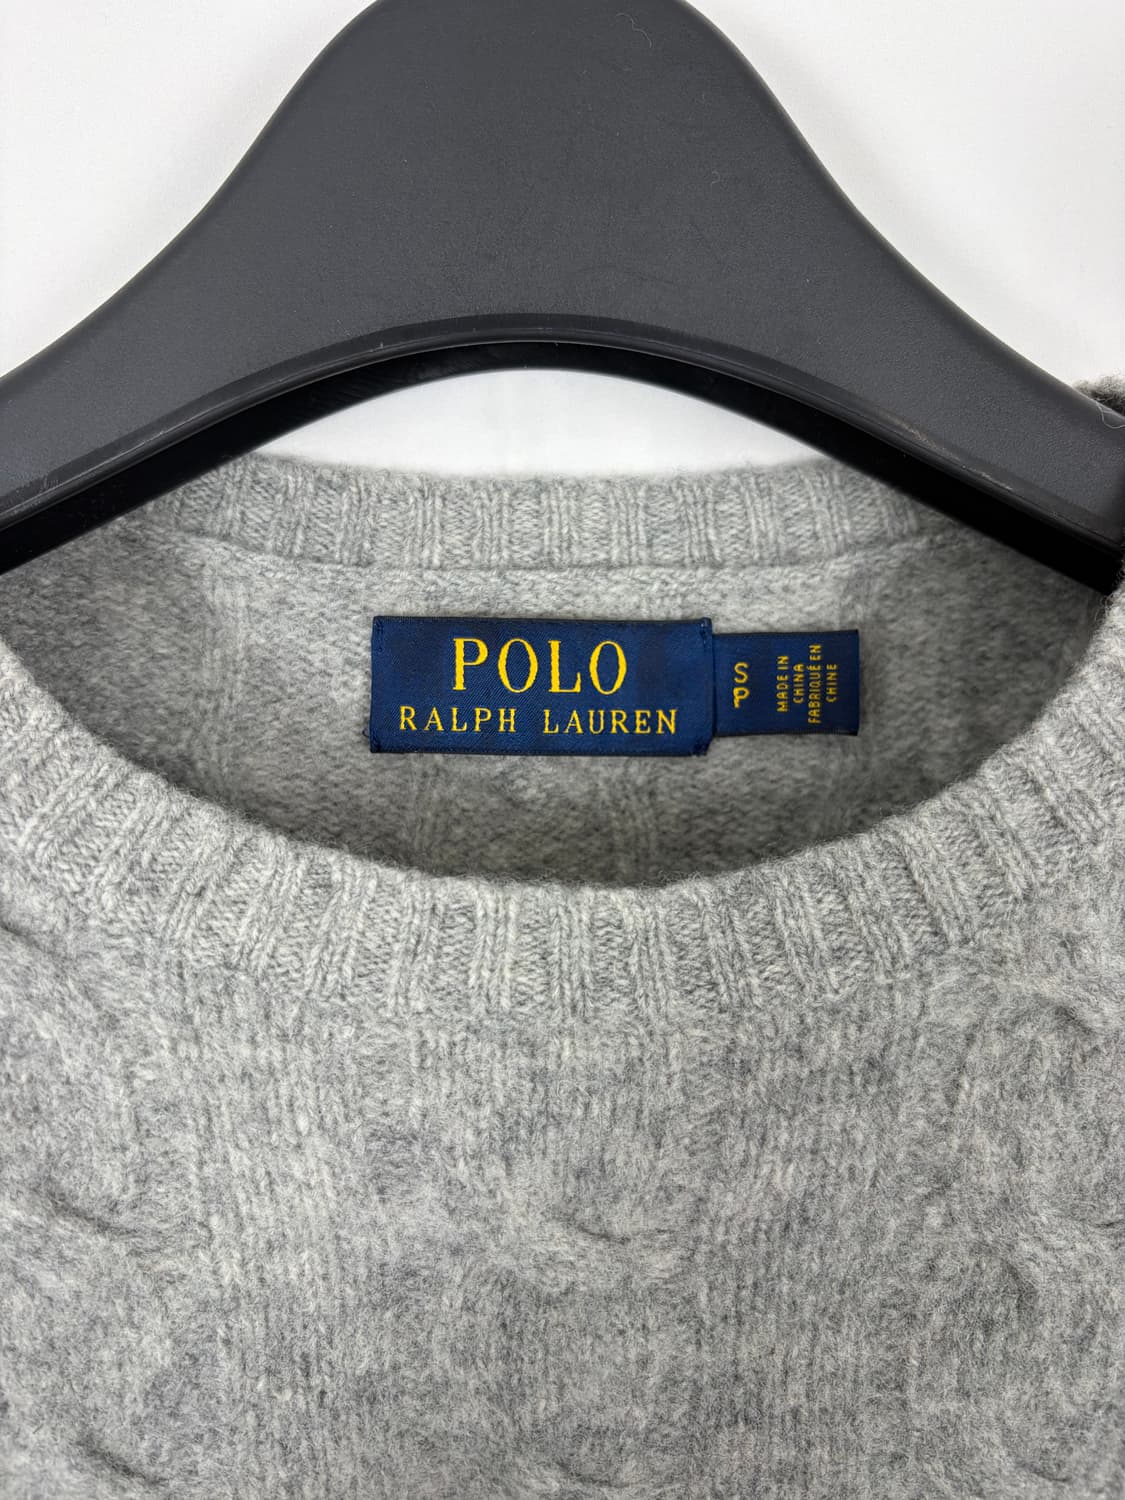 POLO
RALPH LAUREN
S
P
MADE IN
CHINA
FABRIQUÉ EN
CHINE